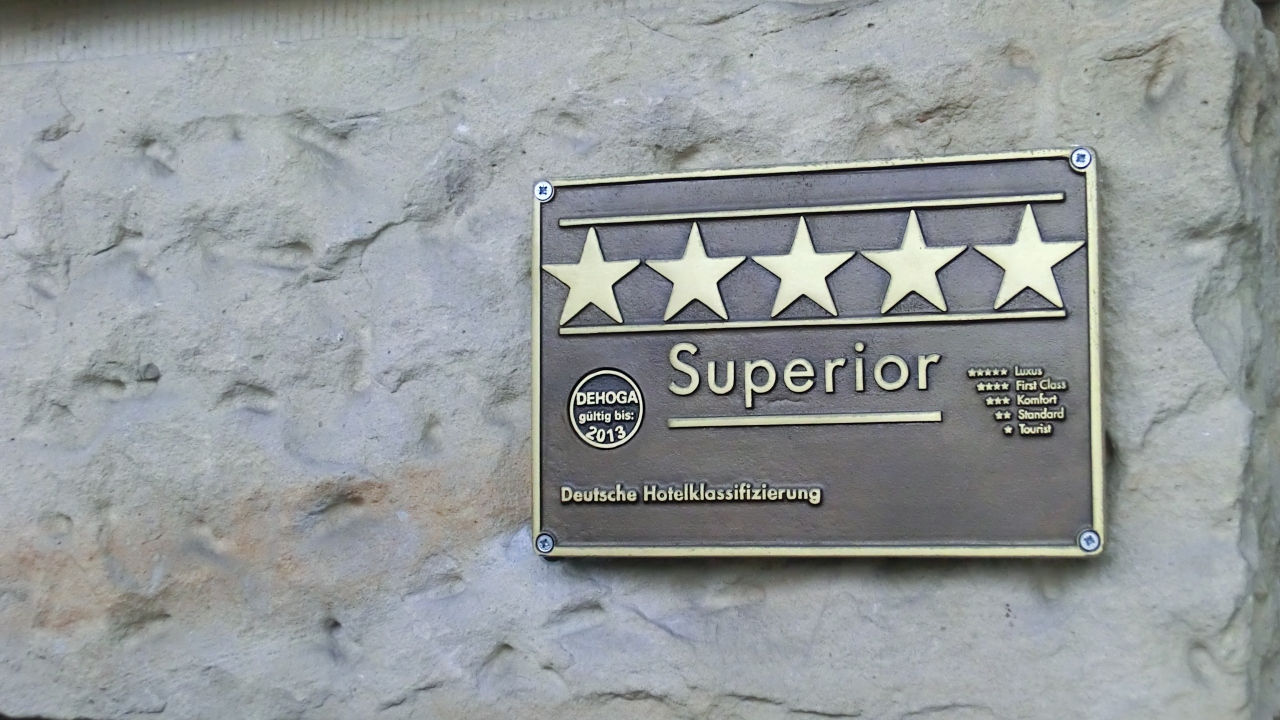 Superior
DEHOGA
gültig bis:
2013
★★★★★ Luxus
★★★★ First Class
★★★ Komfort
★★ Standard
★ Tourist
Deutsche Hotelklassifizierung